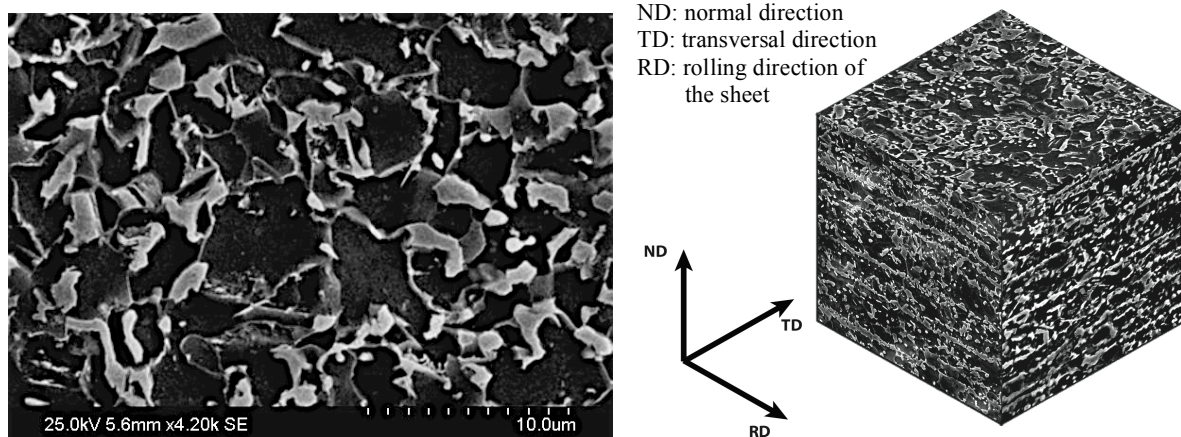 ND: normal direction
TD: transversal direction
RD: rolling direction of
the sheet
ND
TD
RD
25.0kV 5.6mm x4.20k SE 10.0um